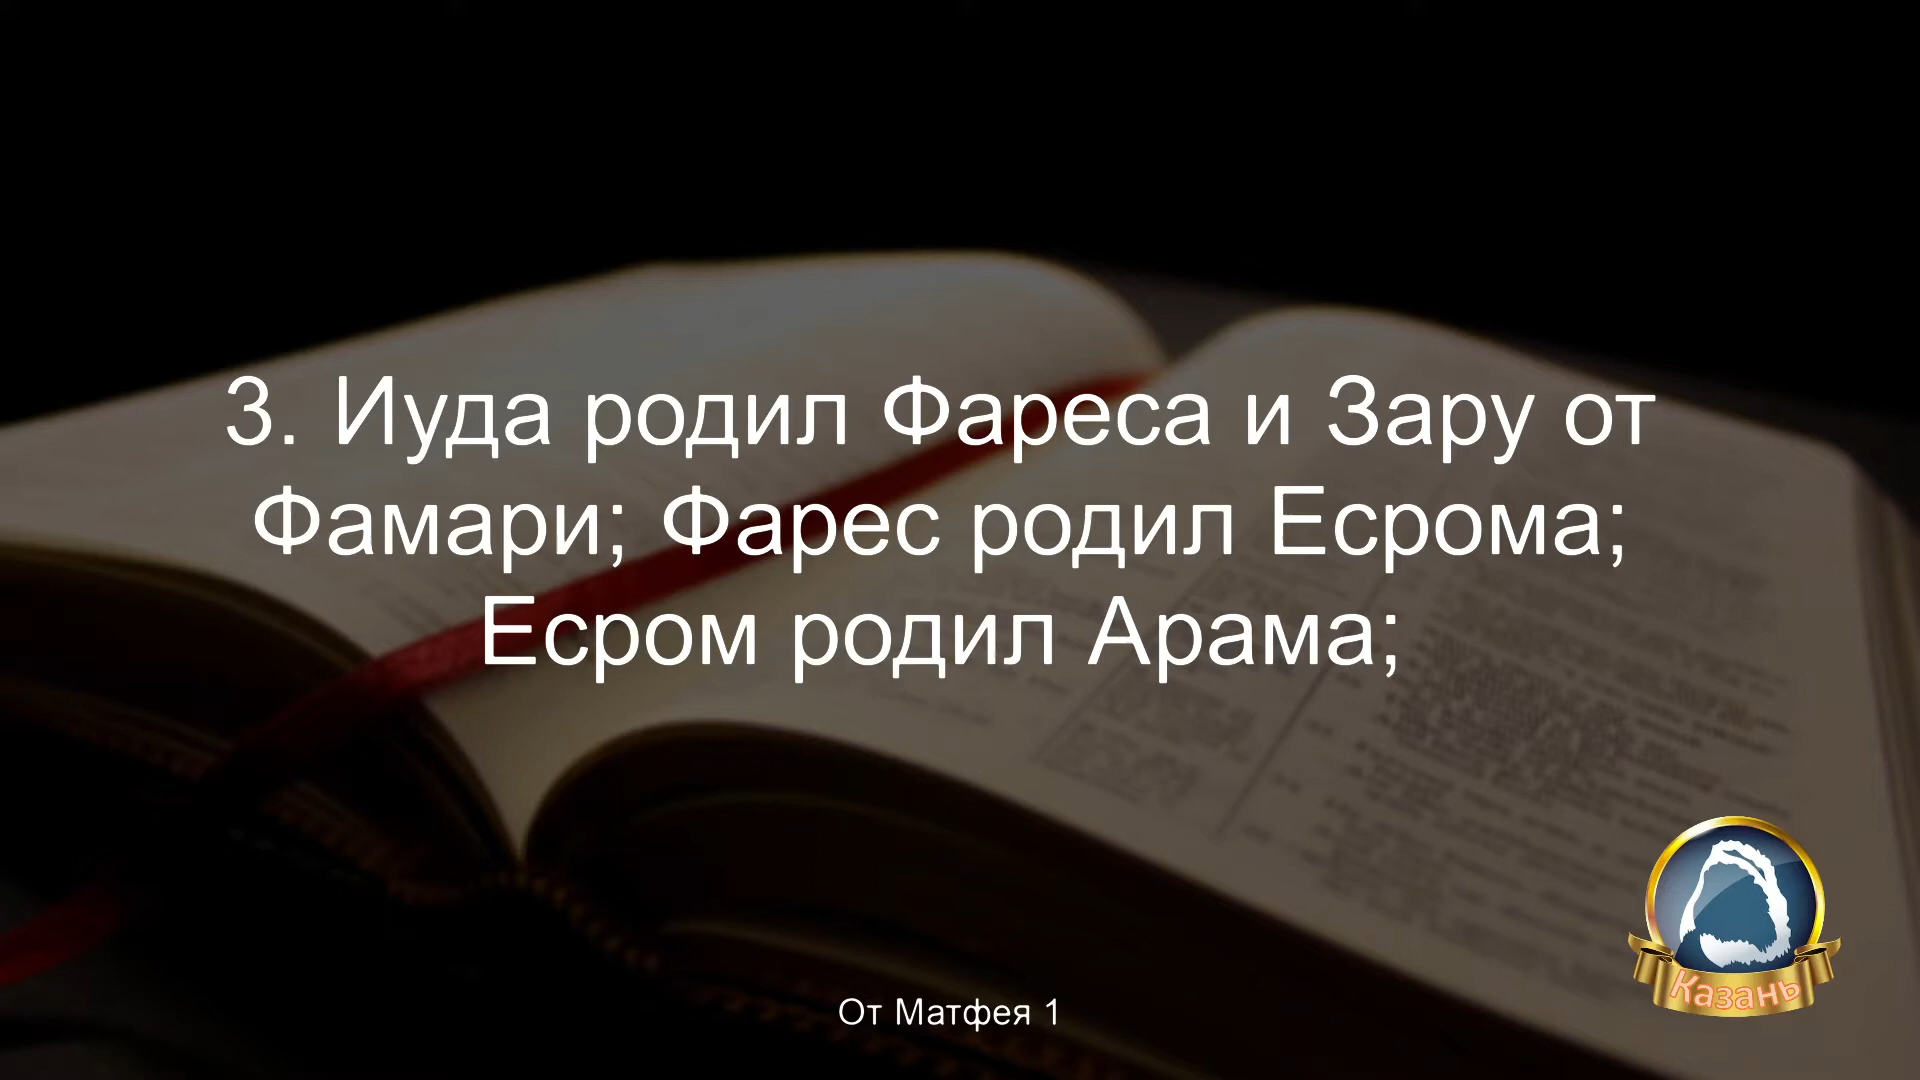 3. Иуда родил Фареса и Зару от
Фамари; Фарес родил Есрома;
Есром родил Арама;
Казань
От Матфея 1